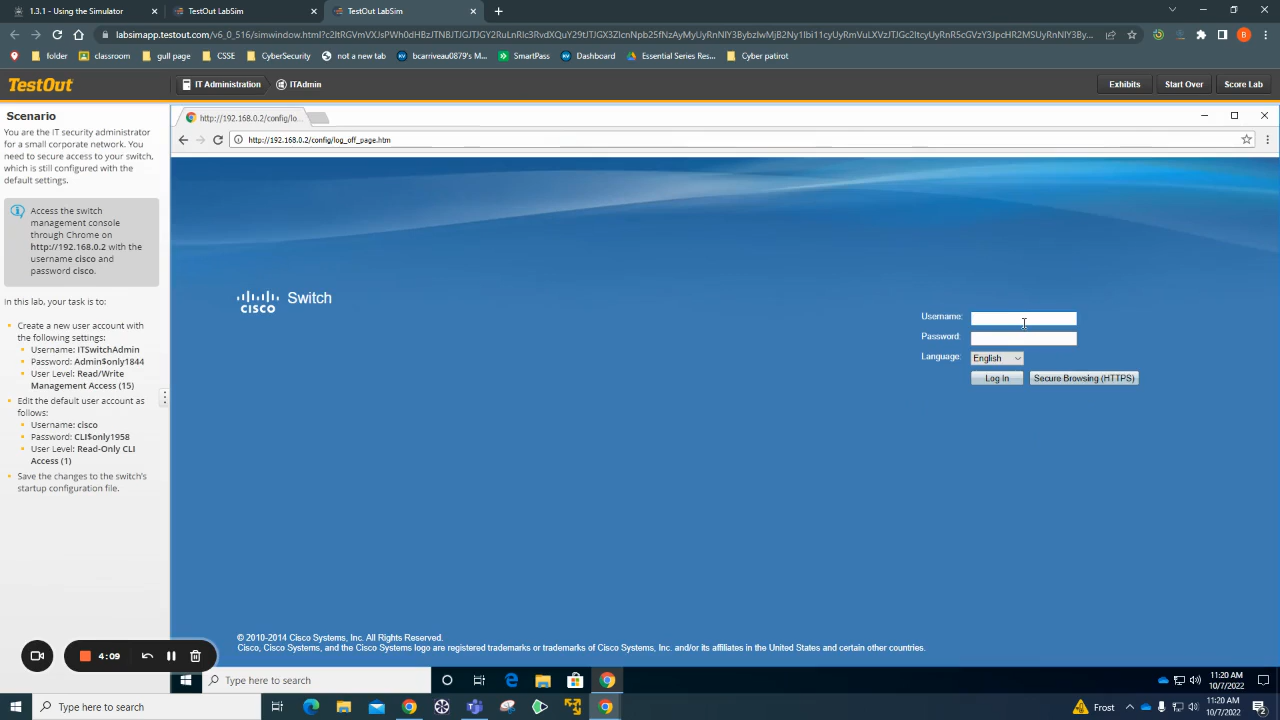 1.3.1 - Using the Simulator
TestOut LabSim
TestOut LabSim
folder
classroom
gull page
CSSE
CyberSecurity
not a new tab
bcarriveau0879's M...
SmartPass
Dashboard
Essential Series Res...
Cyber patirot
TestOut
IT Administration
ITAdmin
Exhibits
Start Over
Score Lab
Scenario
You are the IT security administrator
for a small corporate network. You
need to secure access to your switch,
which is still configured with the
default settings.
Access the switch
management console
through Chrome on
http://192.168.0.2 with the
username cisco and
password cisco.
In this lab, your task is to:
Create a new user account with
the following settings:
Username: ITSwitchAdmin
Password: Admin$only1844
User Level: Read/Write
Management Access (15)
Edit the default user account as
follows:
Username: cisco
Password: CLI$only1958
User Level: Read-Only CLI
Access (1)
Save the changes to the switch's
startup configuration file.
http://192.168.0.2/config/lo...
http://192.168.0.2/config/log_off_page.htm
CISCO
Switch
Username:
Password:
Language:
English
Log In
Secure Browsing (HTTPS)
© 2010-2014 Cisco Systems, Inc. All Rights Reserved.
Cisco, Cisco Systems, and the Cisco Systems logo are registered trademarks or trademarks of Cisco Systems, Inc. and/or its affiliates in the United States and certain other countries.
4:09
Type here to search
11:20 AM
10/7/2022
Type here to search
Frost
11:20 AM
10/7/2022
2
B